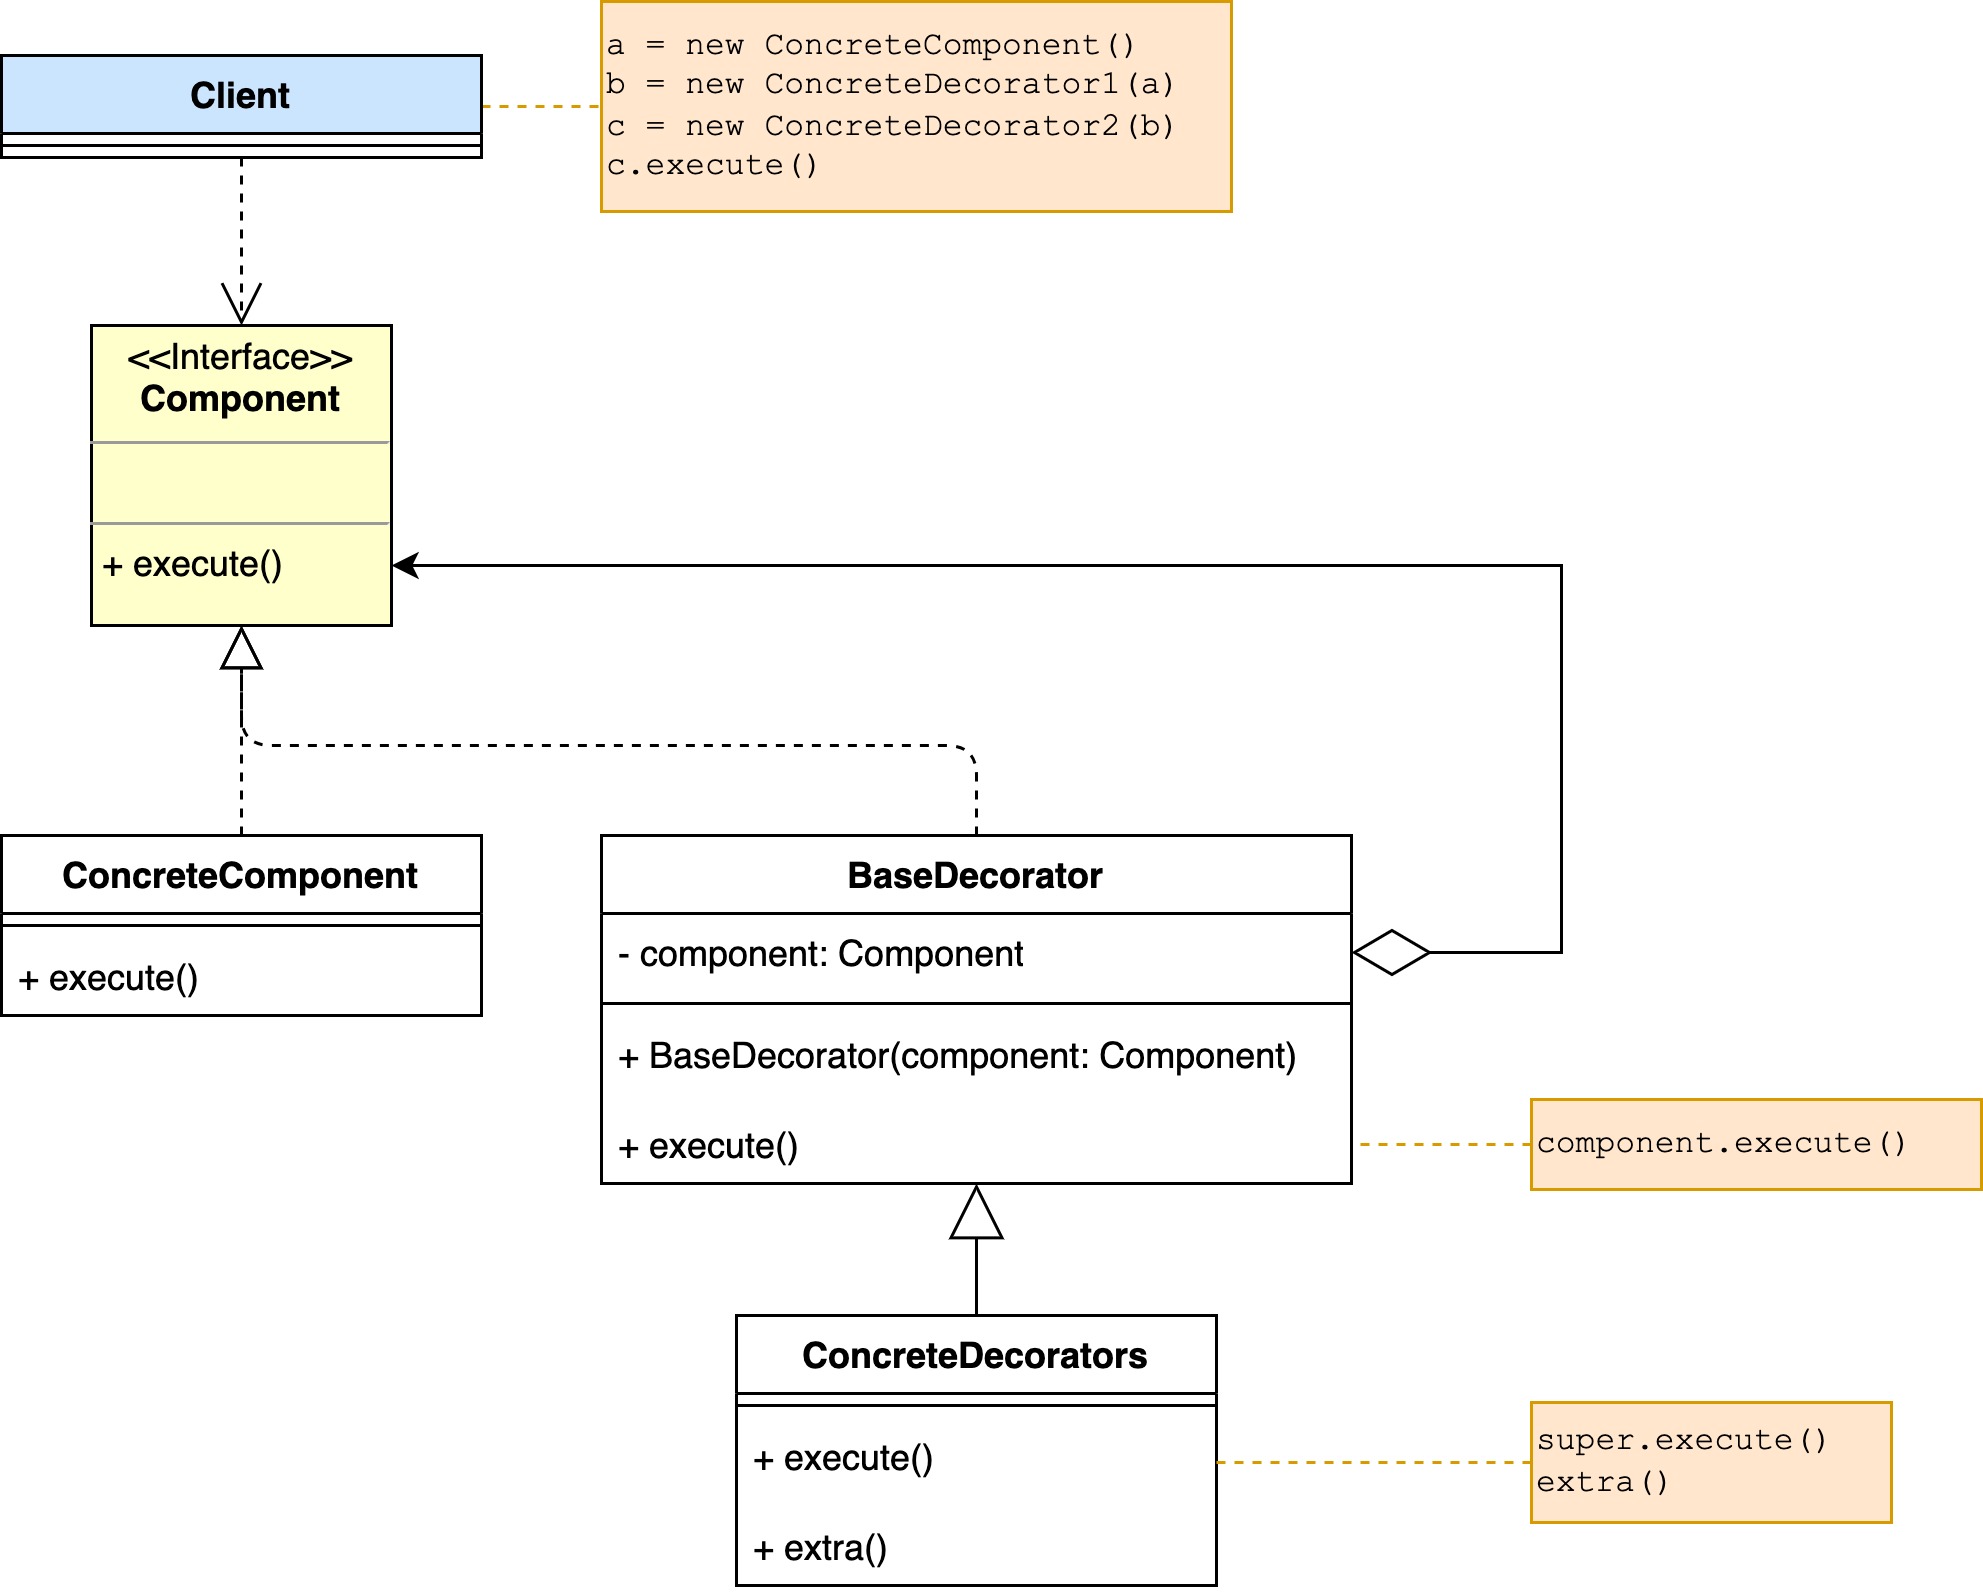 Client
a = new ConcreteComponent()
b = new ConcreteDecorator1(a)
c = new ConcreteDecorator2(b)
c.execute()
<<Interface>>
Component
+ execute()
ConcreteComponent
+ execute()
BaseDecorator
- component: Component
+ BaseDecorator(component: Component)
+ execute()
component.execute()
ConcreteDecorators
+ execute()
+ extra()
super.execute()
extra()